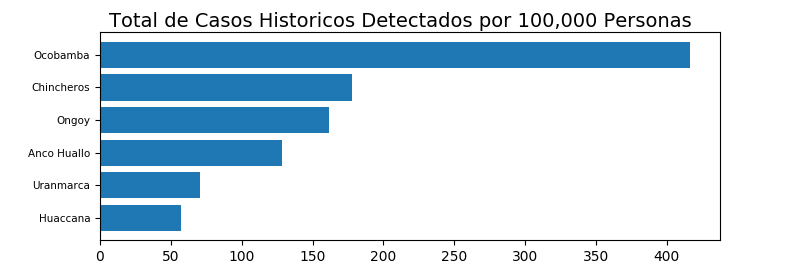 Total de Casos Historicos Detectados por 100,000 Personas
Ocobamba
Chincheros
Ongoy
Anco Huallo
Uranmarca
Huaccana
0 50 100 150 200 250 300 350 400